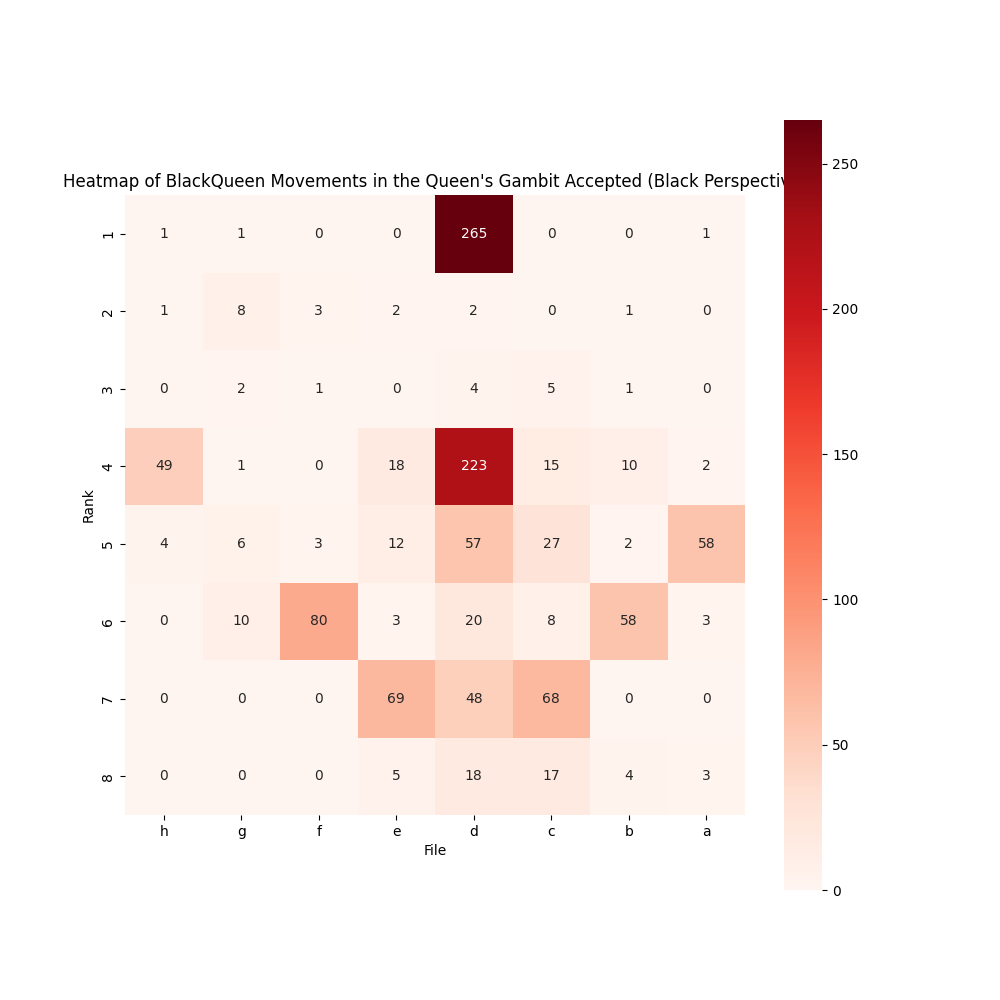 Heatmap of BlackQueen Movements in the Queen's Gambit Accepted (Black Perspectiv
1 1 1 0 0 265 0 0 1
2 1 8 3 2 2 0 1 0
3 0 2 1 0 4 5 1 0
4 49 1 0 18 223 15 10 2
Rank
5 4 6 3 12 57 27 2 58
6 0 10 80 3 20 8 58 3
7 0 0 0 69 48 68 0 0
8 0 0 0 5 18 17 4 3
h g f e d c b a
File
250
200
150
100
50
0